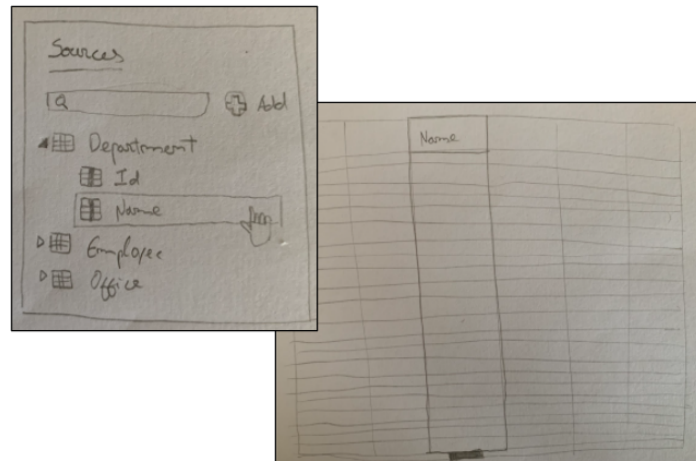 Sources
Add
Department
Id
Name
Employee
Office
Name